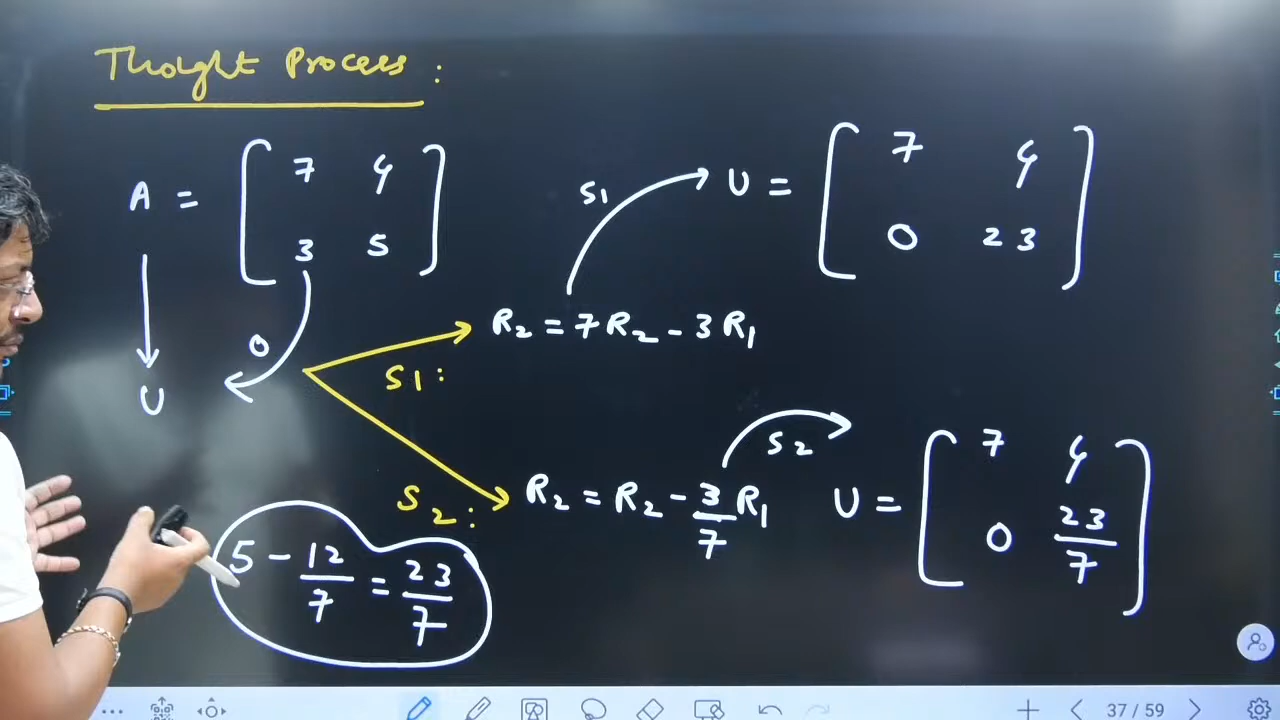 Thoght Process :
A = [ 7 4
3 5 ]
0
U
S1
U = [ 7 4
0 23 ]
S1 :
R₂ = 7R₂ - 3R₁
S2 :
R₂ = R₂ - 3/7 R₁
S2
U = [ 7 4
0 23/7 ]
5 - 12/7 = 23/7
37 / 59